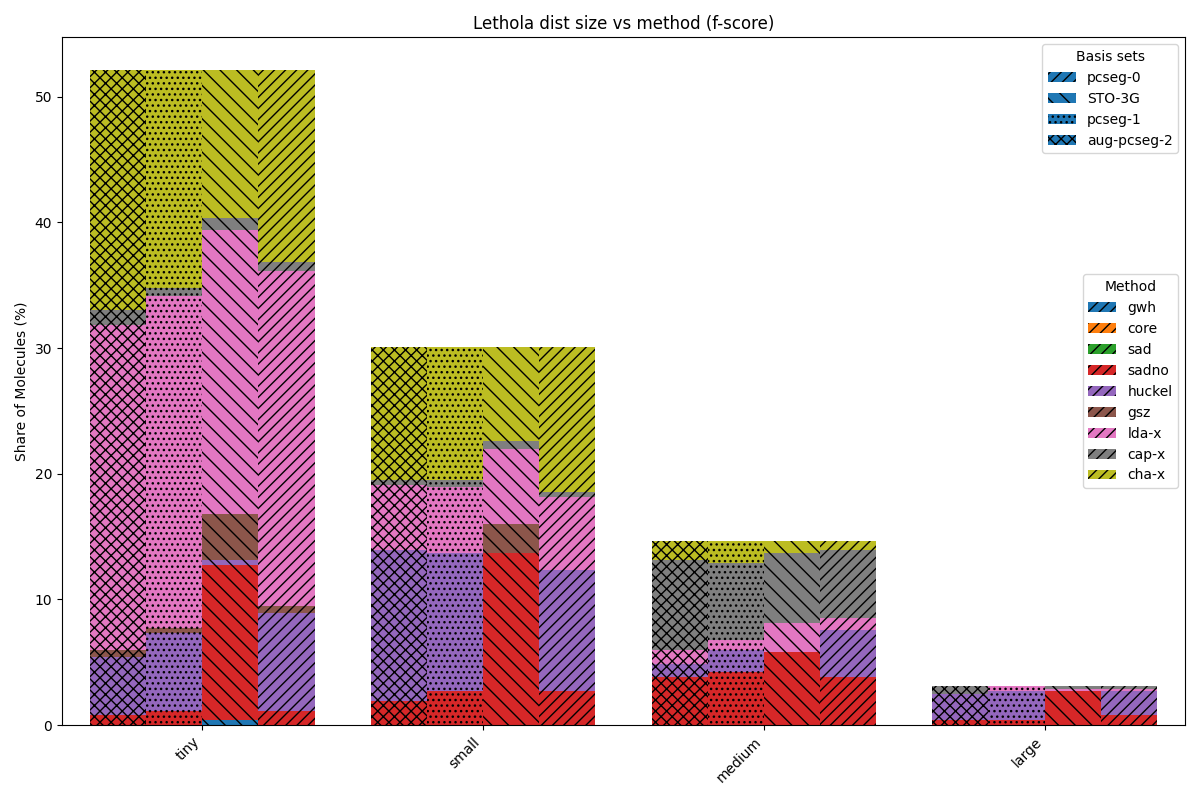 Lethola dist size vs method (f-score)
Share of Molecules (%)
50
40
30
20
10
0
tiny
small
medium
large
Basis sets
pcseg-0
STO-3G
pcseg-1
aug-pcseg-2
Method
gwh
core
sad
sadno
huckel
gsz
lda-x
cap-x
cha-x